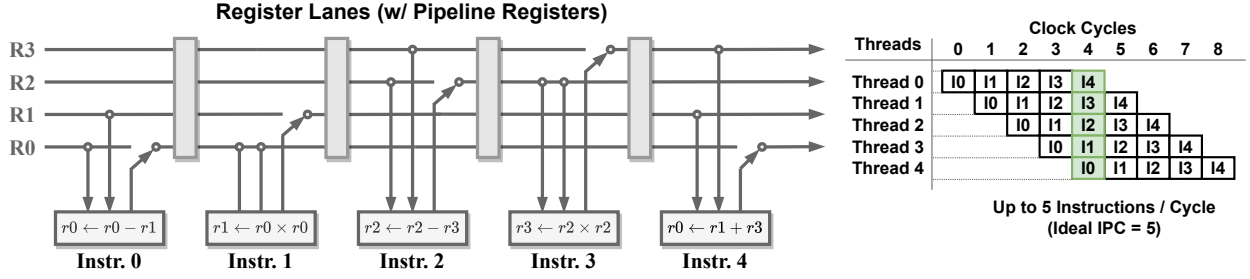 Register Lanes (w/ Pipeline Registers)
R3
R2
R1
R0
r0 ← r0 − r1
r1 ← r0 × r0
r2 ← r2 − r3
r3 ← r2 × r2
r0 ← r1 + r3
Instr. 0
Instr. 1
Instr. 2
Instr. 3
Instr. 4
Clock Cycles
Threads 0 1 2 3 4 5 6 7 8
Thread 0 I0 I1 I2 I3 I4
Thread 1 I0 I1 I2 I3 I4
Thread 2 I0 I1 I2 I3 I4
Thread 3 I0 I1 I2 I3 I4
Thread 4 I0 I1 I2 I3 I4
Up to 5 Instructions / Cycle
(Ideal IPC = 5)